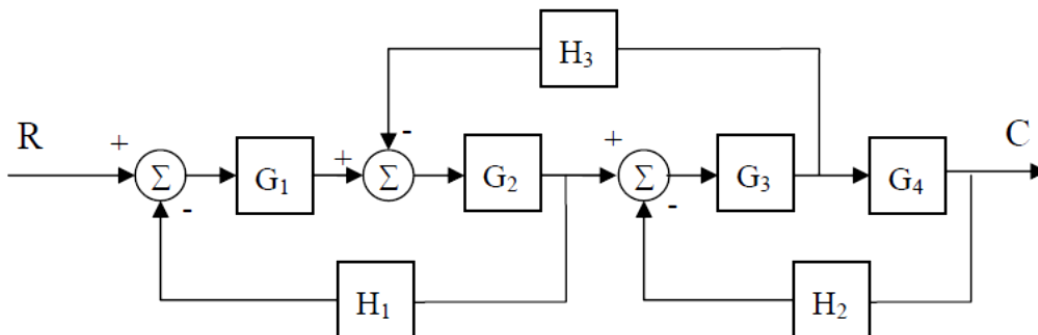 H₃
R + - + C
Σ G₁ + Σ G₂ Σ G₃ G₄
- -
H₁ H₂